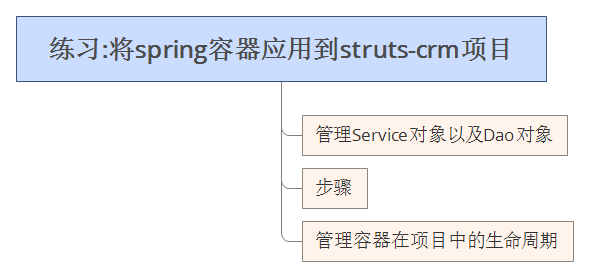 练习:将spring容器应用到struts-crm项目
管理Service对象以及Dao对象
步骤
管理容器在项目中的生命周期